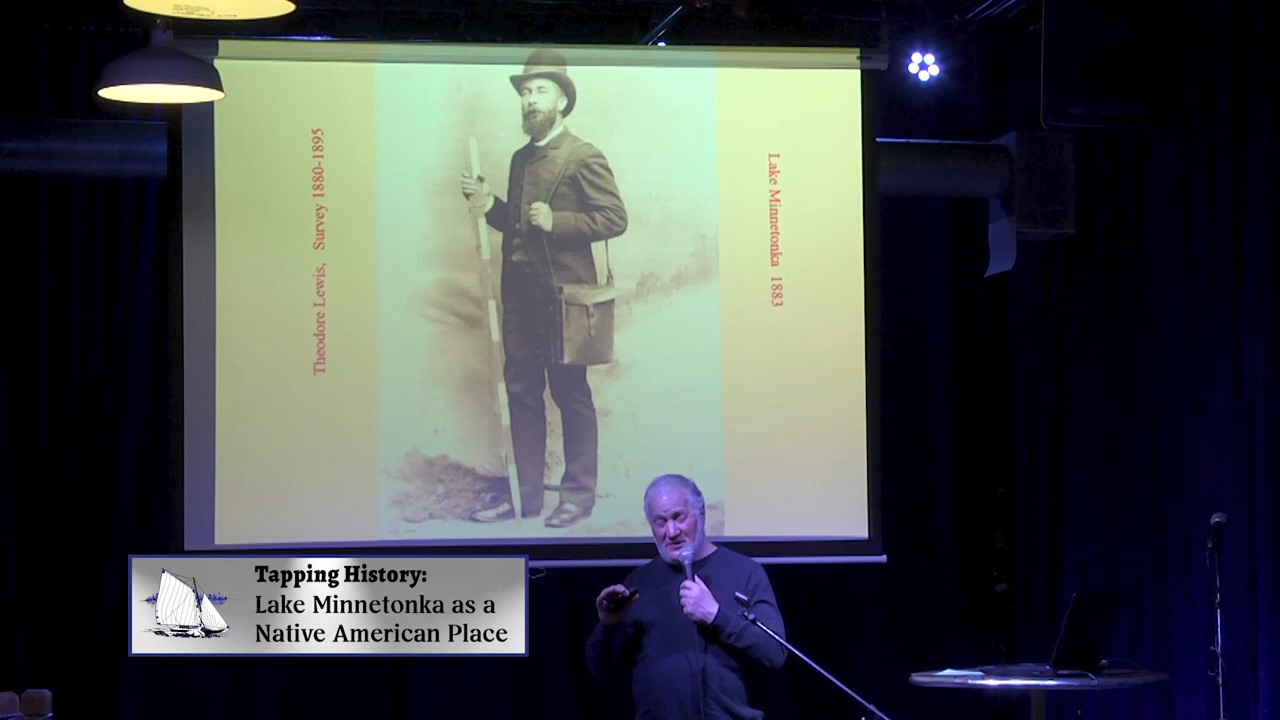 Theodore Lewis,   Survey 1880-1895
Lake Minnetonka  1883
Tapping History:
Lake Minnetonka as a
Native American Place